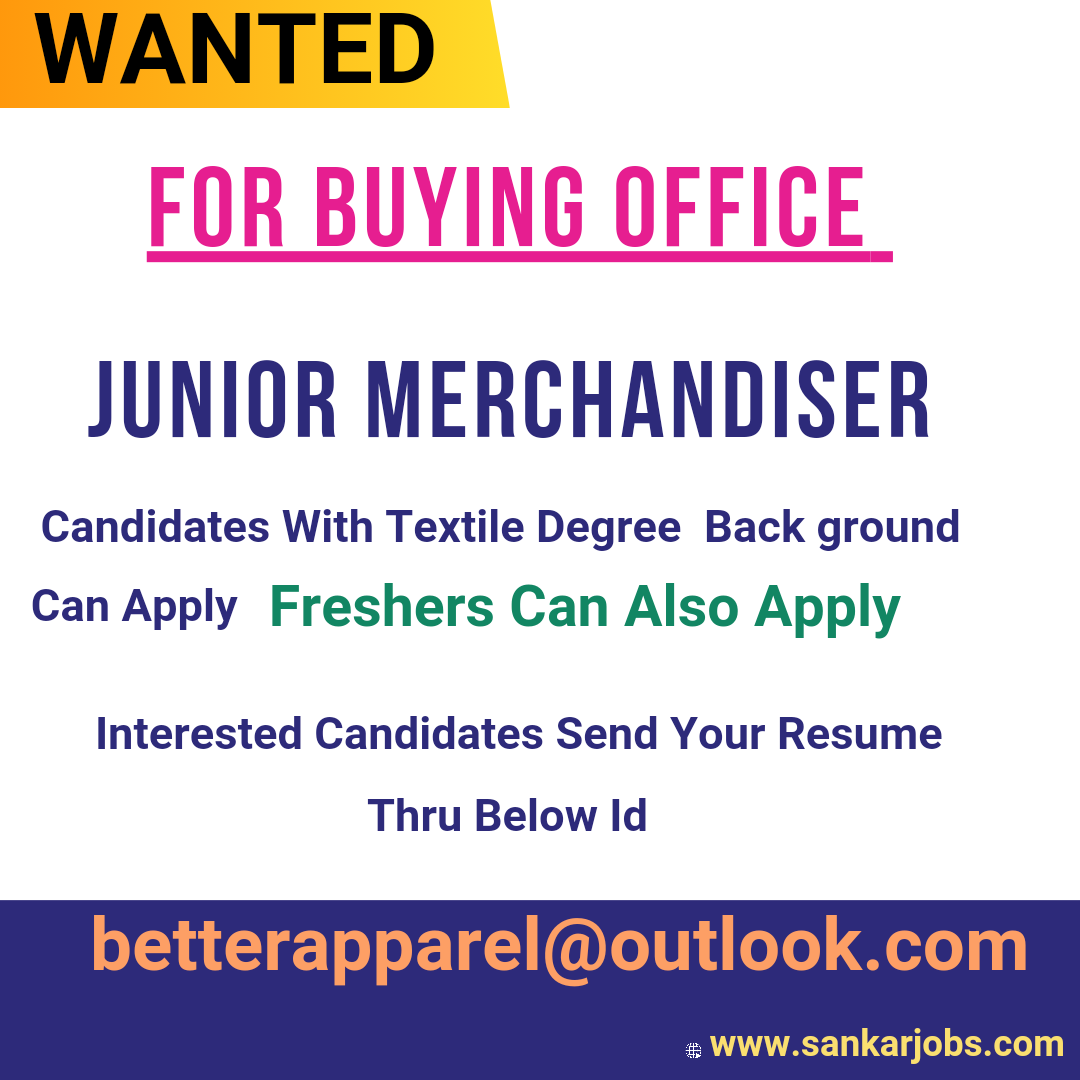 WANTED
FOR BUYING OFFICE
JUNIOR MERCHANDISER
Candidates With Textile Degree Back ground
Can Apply Freshers Can Also Apply
Interested Candidates Send Your Resume
Thru Below Id
betterapparel@outlook.com
www.sankarjobs.com